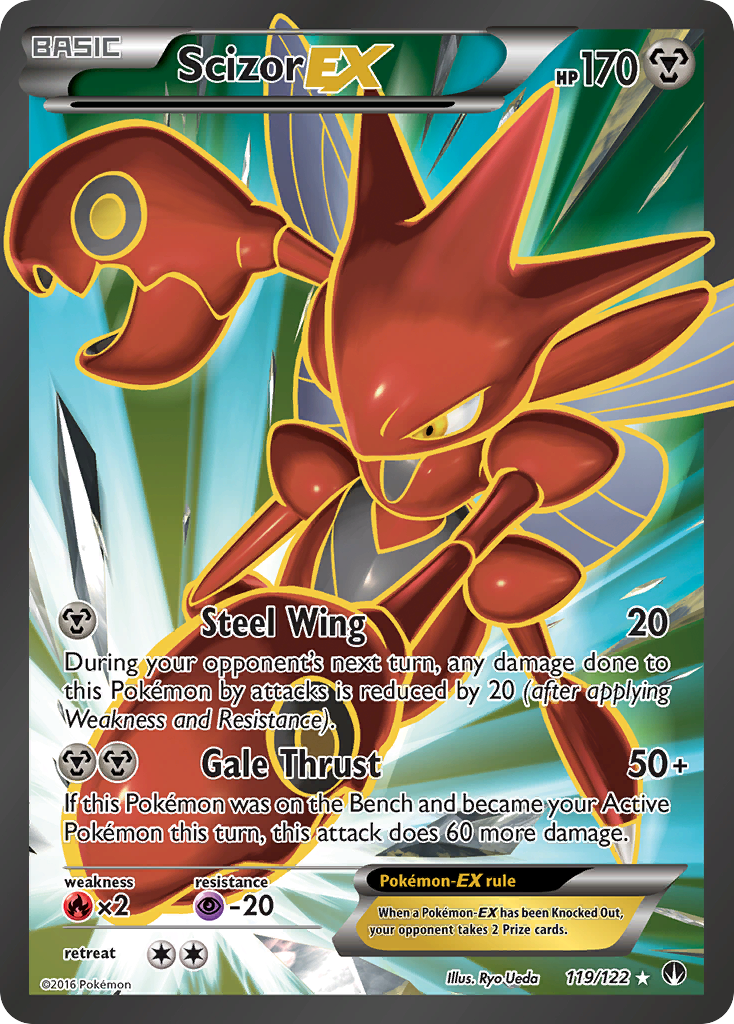 BASIC
Scizor EX
HP 170
Steel Wing 20
During your opponent's next turn, any damage done to
this Pokémon by attacks is reduced by 20 (after applying
Weakness and Resistance).
Gale Thrust 50+
If this Pokémon was on the Bench and became your Active
Pokémon this turn, this attack does 60 more damage.
weakness resistance
×2 -20
Pokémon-EX rule
When a Pokémon-EX has been Knocked Out,
your opponent takes 2 Prize cards.
retreat
©2016 Pokémon
Illus. Ryo Ueda
119/122